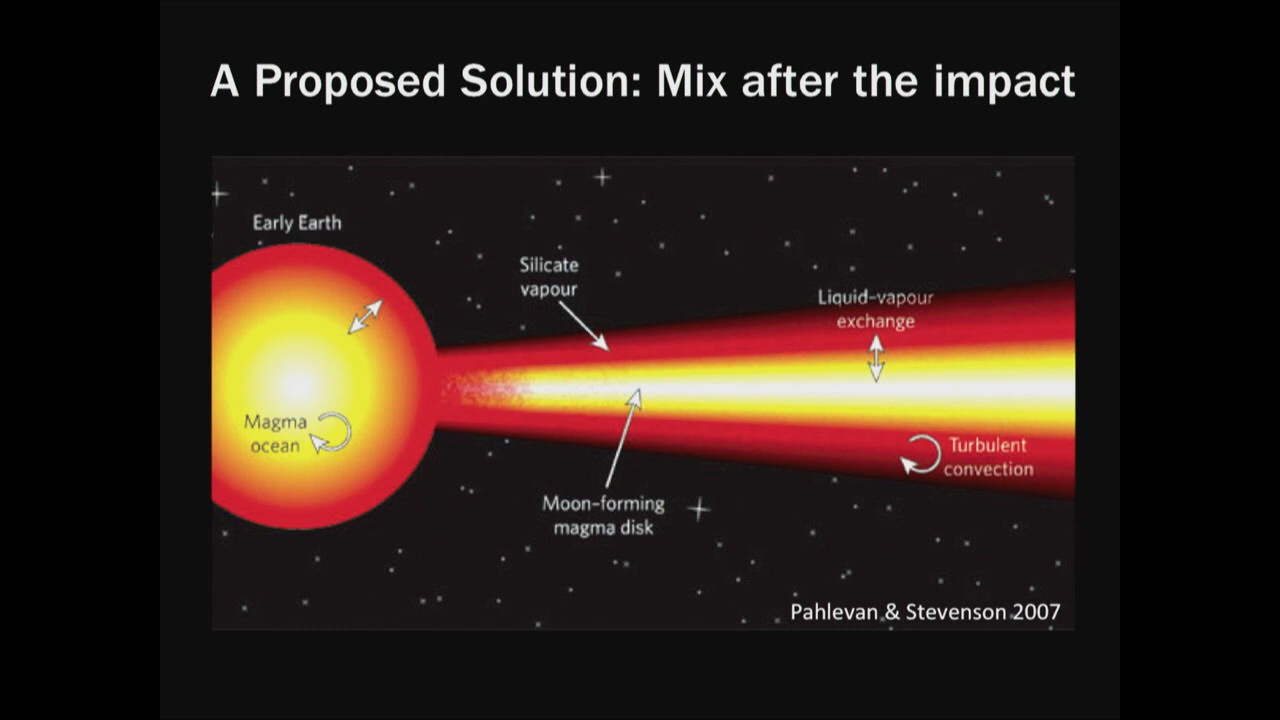 A Proposed Solution: Mix after the impact
Early Earth
Silicate
vapour
Liquid-vapour
exchange
Magma
ocean
Turbulent
convection
Moon-forming
magma disk
Pahlevan & Stevenson 2007